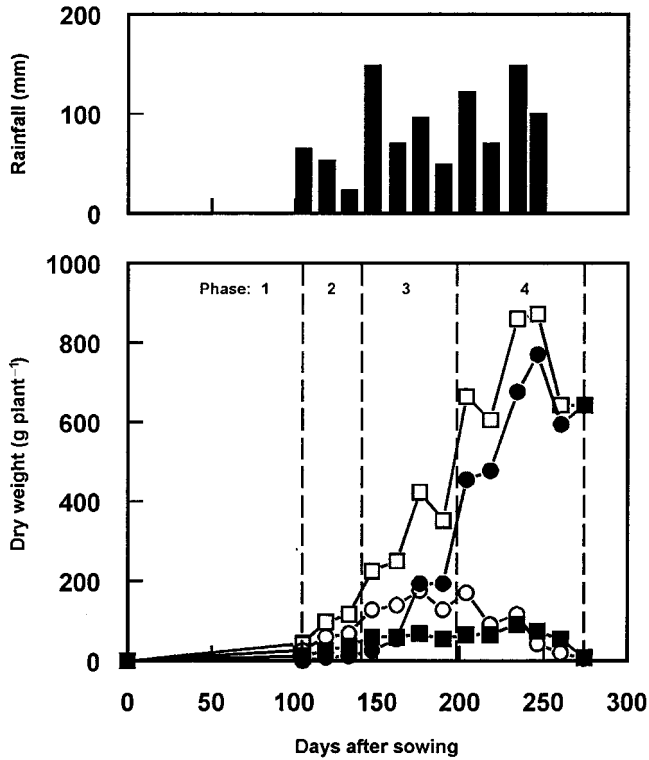 200
Rainfall (mm)
100
0
1000
Phase: 1 2 3 4
800
Dry weight (g plant⁻¹)
600
400
200
0
0 50 100 150 200 250 300
Days after sowing